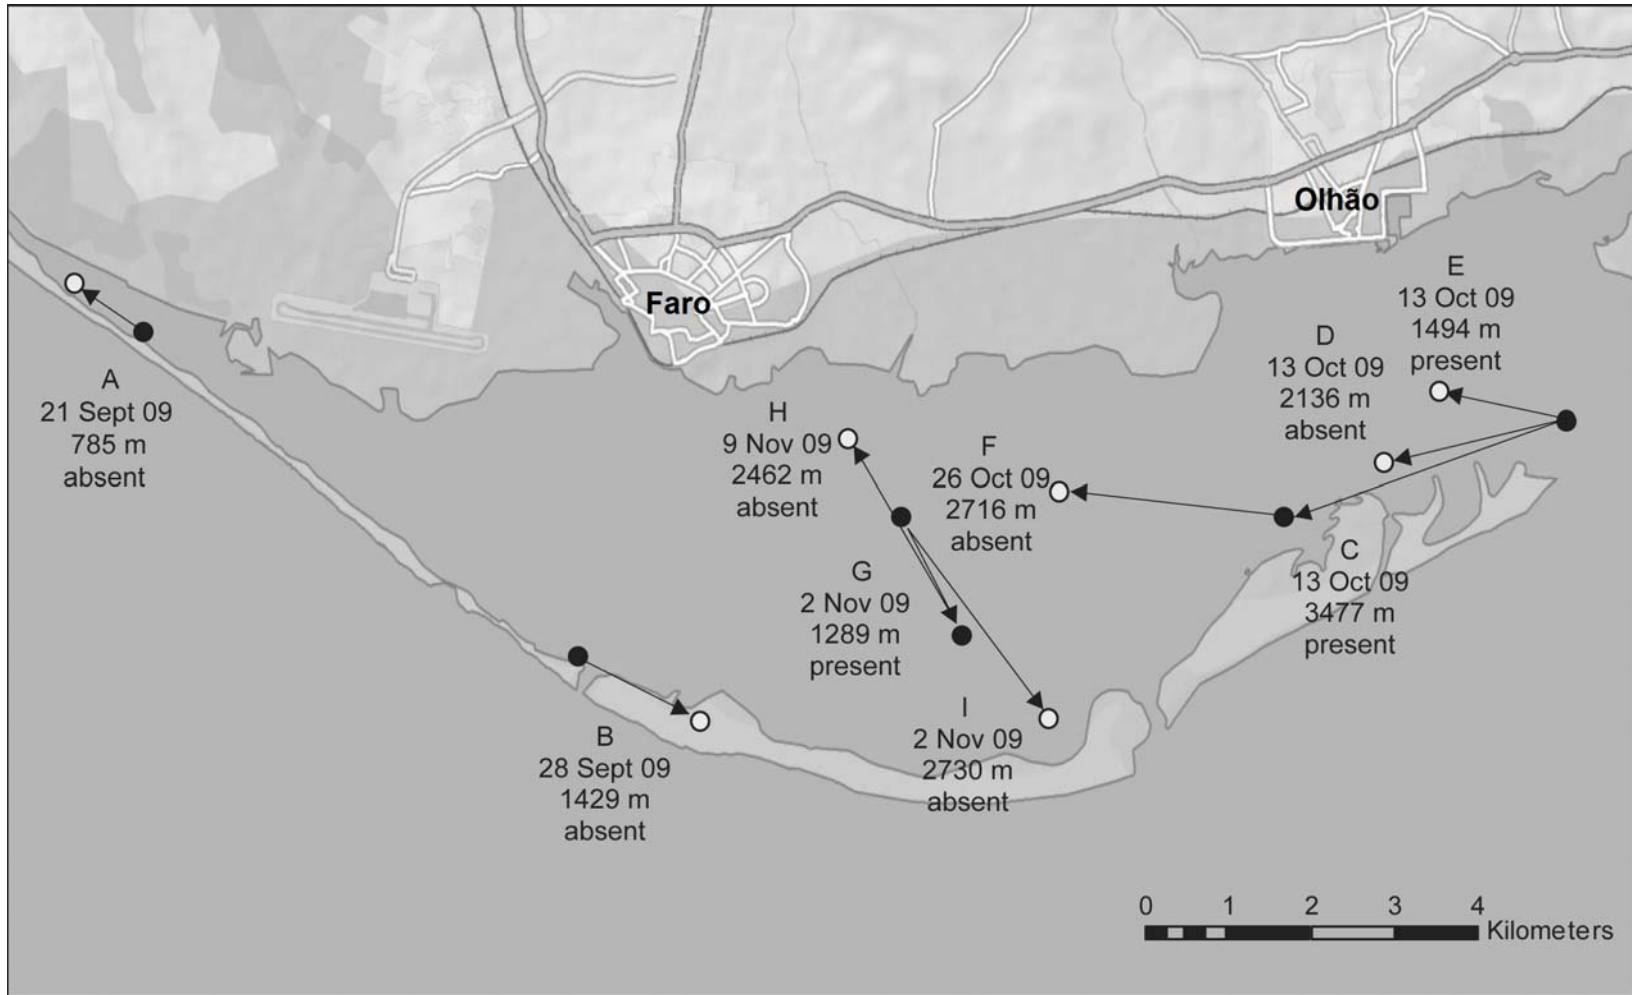 Olhão
Faro
E
13 Oct 09
1494 m
present
D
13 Oct 09
2136 m
absent
A
21 Sept 09
785 m
absent
H
9 Nov 09
2462 m
absent
F
26 Oct 09
2716 m
absent
C
13 Oct 09
3477 m
present
G
2 Nov 09
1289 m
present
I
2 Nov 09
2730 m
absent
B
28 Sept 09
1429 m
absent
0 1 2 3 4
Kilometers